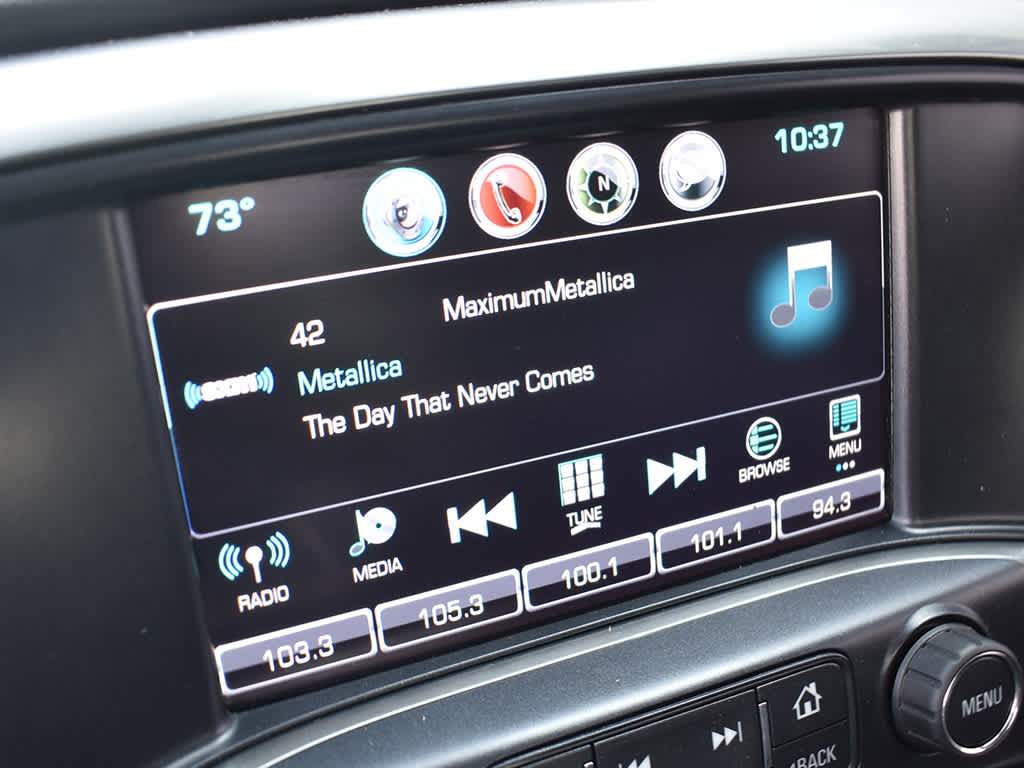 73°
N
10:37
42
MaximumMetallica
SXM
Metallica
The Day That Never Comes
RADIO
MEDIA
TUNE
BROWSE
MENU
103.3
105.3
100.1
101.1
94.3
MENU
BACK